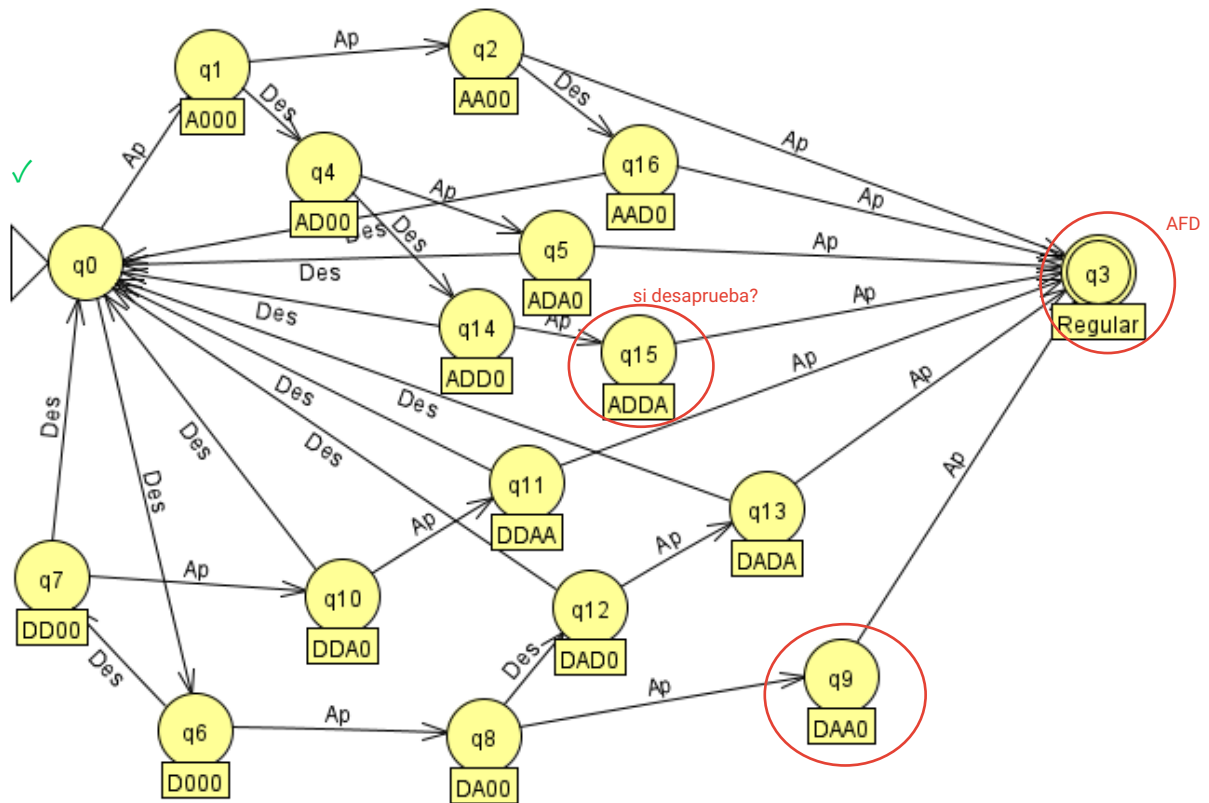 Ap
q2
AA00
q1
A000
Des
Des
Ap
Ap
q4
AD00
q16
AAD0
Ap
Ap
Des
Des
AFD
q0
q5
ADA0
Des
Ap
q3
Regular
si desaprueba?
q14
ADD0
Des
Ap
q15
ADDA
Ap
Des
Des
Des
Des
Des
Ap
Ap
q11
DDAA
q13
DADA
Des
Ap
Ap
Ap
q7
DD00
Ap
q10
DDA0
q12
DAD0
Des
Des
Ap
q9
DAA0
q6
D000
Ap
q8
DA00